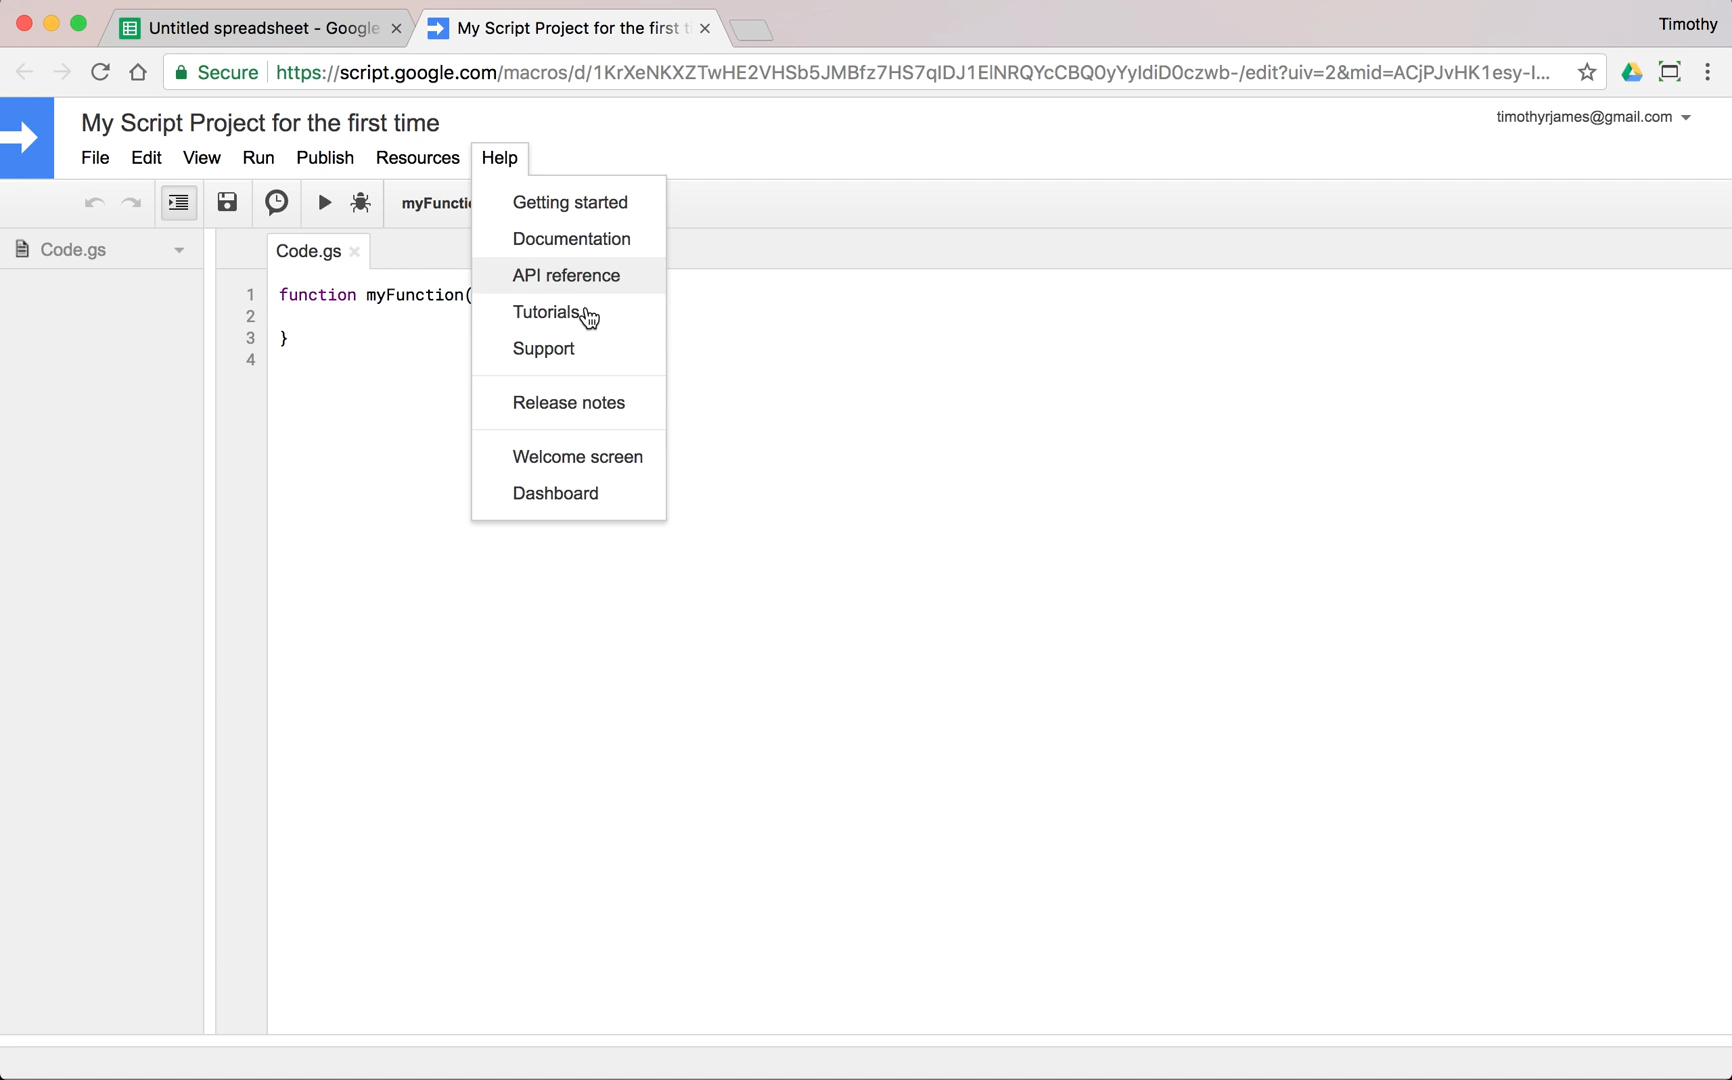 Untitled spreadsheet - Google
My Script Project for the first ti
Timothy
Secure https://script.google.com/macros/d/1KrXeNKXZTwHE2VHSb5JMBfz7HS7qIDJ1EINRQYcCBQ0yYyIdiD0czwb-/edit?uiv=2&mid=ACjPJvHK1esy-I...
My Script Project for the first time
timothyrjames@gmail.com
File Edit View Run Publish Resources Help
myFunctio
Getting started
Documentation
API reference
Tutorials
Support
Release notes
Welcome screen
Dashboard
Code.gs
Code.gs
1 function myFunction(
2
3 }
4